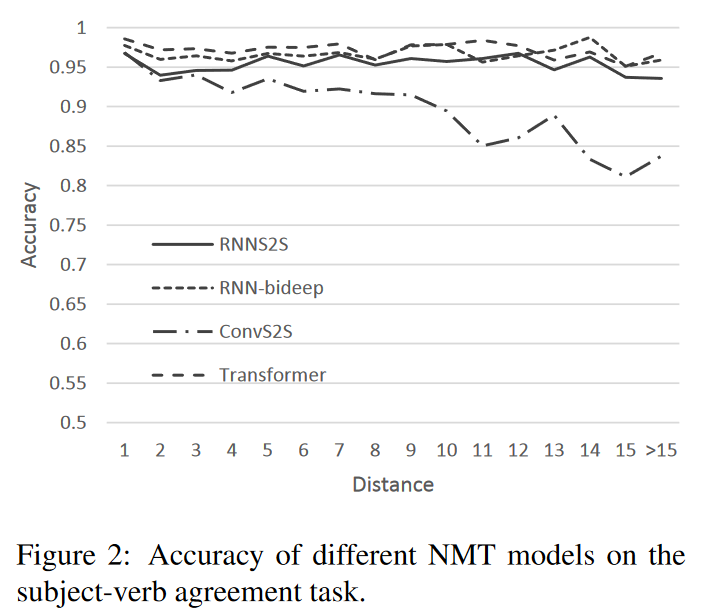 1
0.95
0.9
0.85
0.8
0.75
0.7
0.65
0.6
0.55
0.5
Accuracy
RNNS2S
RNN-bideep
ConvS2S
Transformer
1 2 3 4 5 6 7 8 9 10 11 12 13 14 15 >15
Distance
Figure 2: Accuracy of different NMT models on the
subject-verb agreement task.